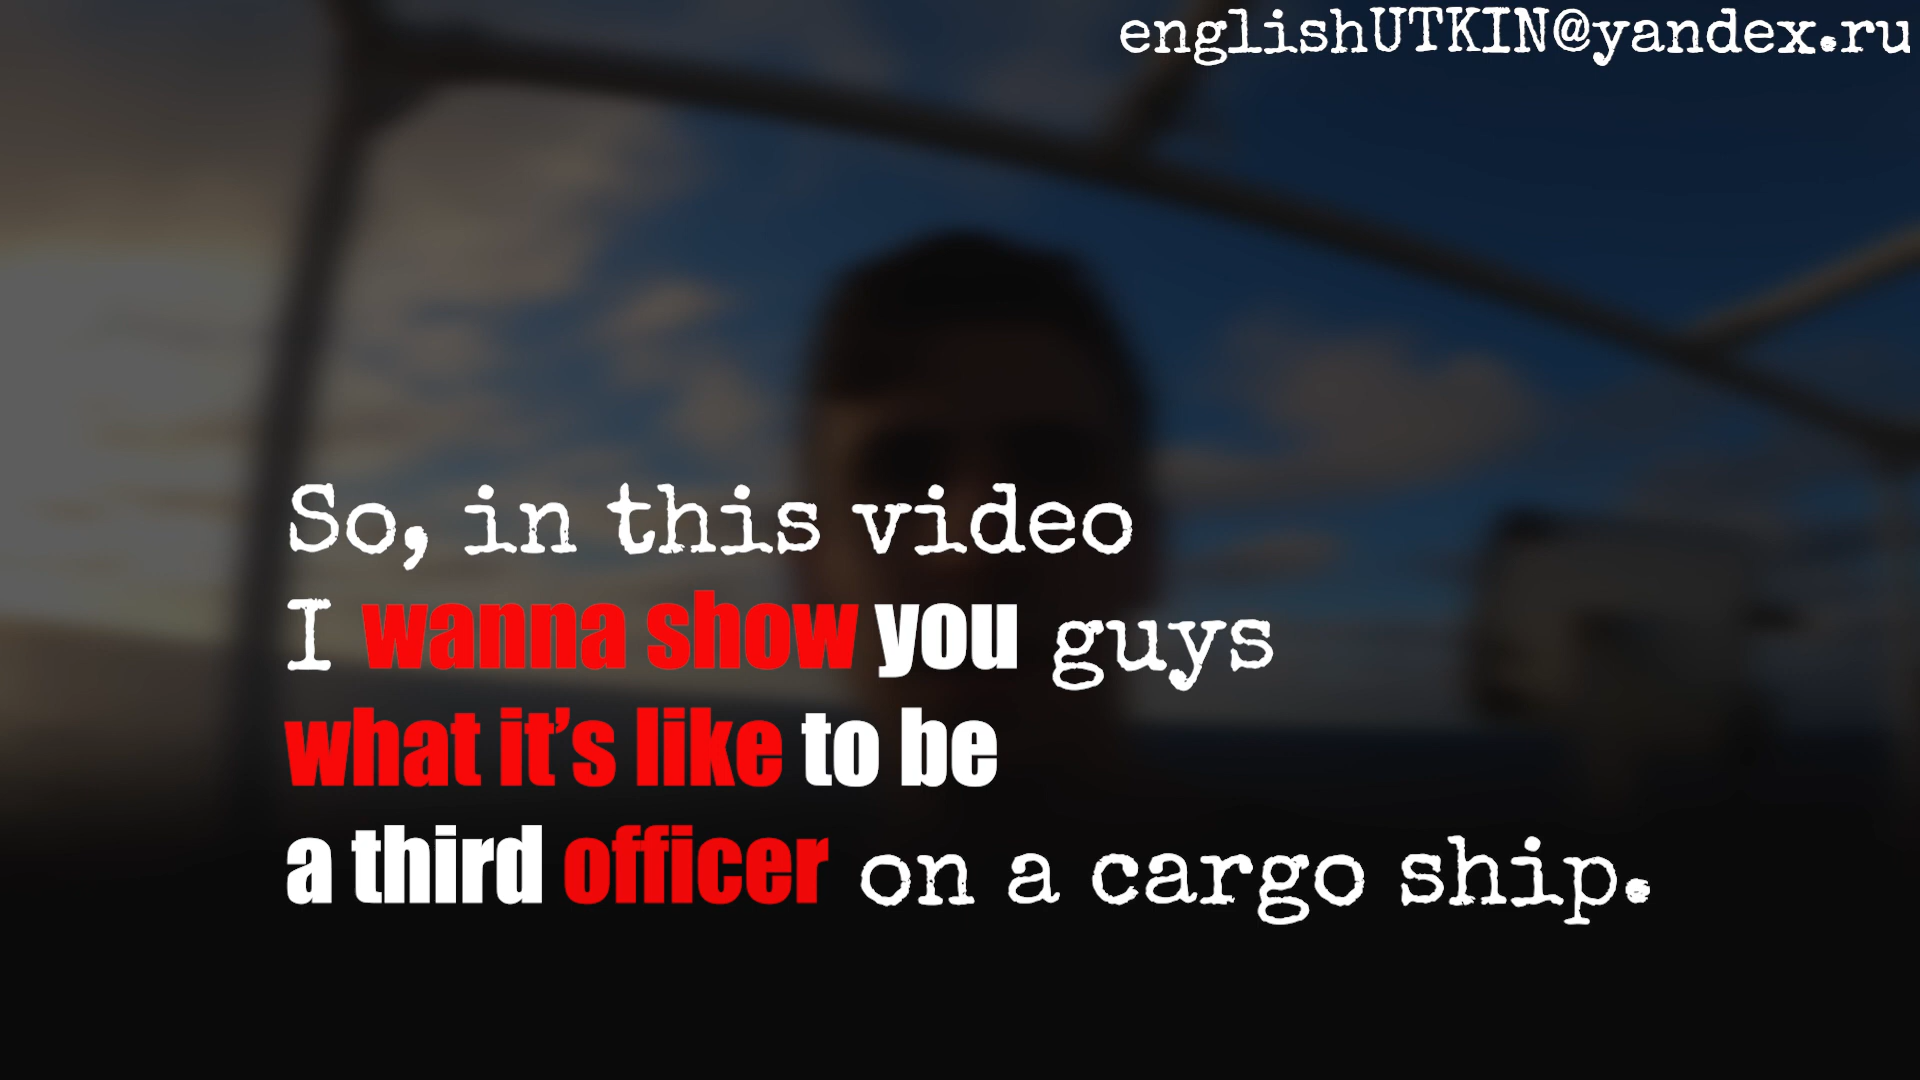 englishUTKIN@yandex.ru
So, in this video
I wanna show you guys
what it’s like to be
a third officer on a cargo ship.